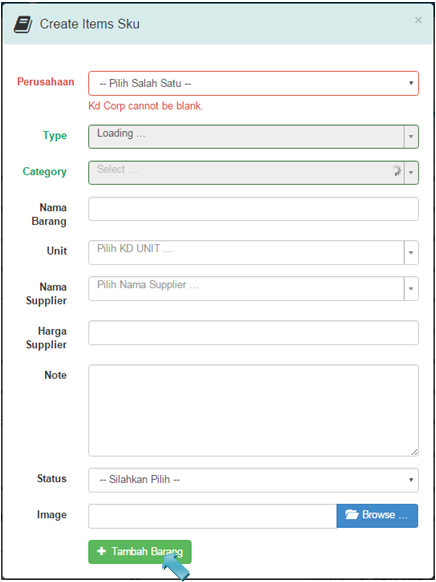 Create Items Sku
×
Perusahaan
-- Pilih Salah Satu --
Kd Corp cannot be blank.
Type
Loading ...
Category
Select ...
Nama
Barang
Unit
Pilih KD UNIT ...
Nama
Supplier
Pilih Nama Supplier ...
Harga
Supplier
Note
Status
-- Silahkan Pilih --
Image
Browse ...
+ Tambah Barang